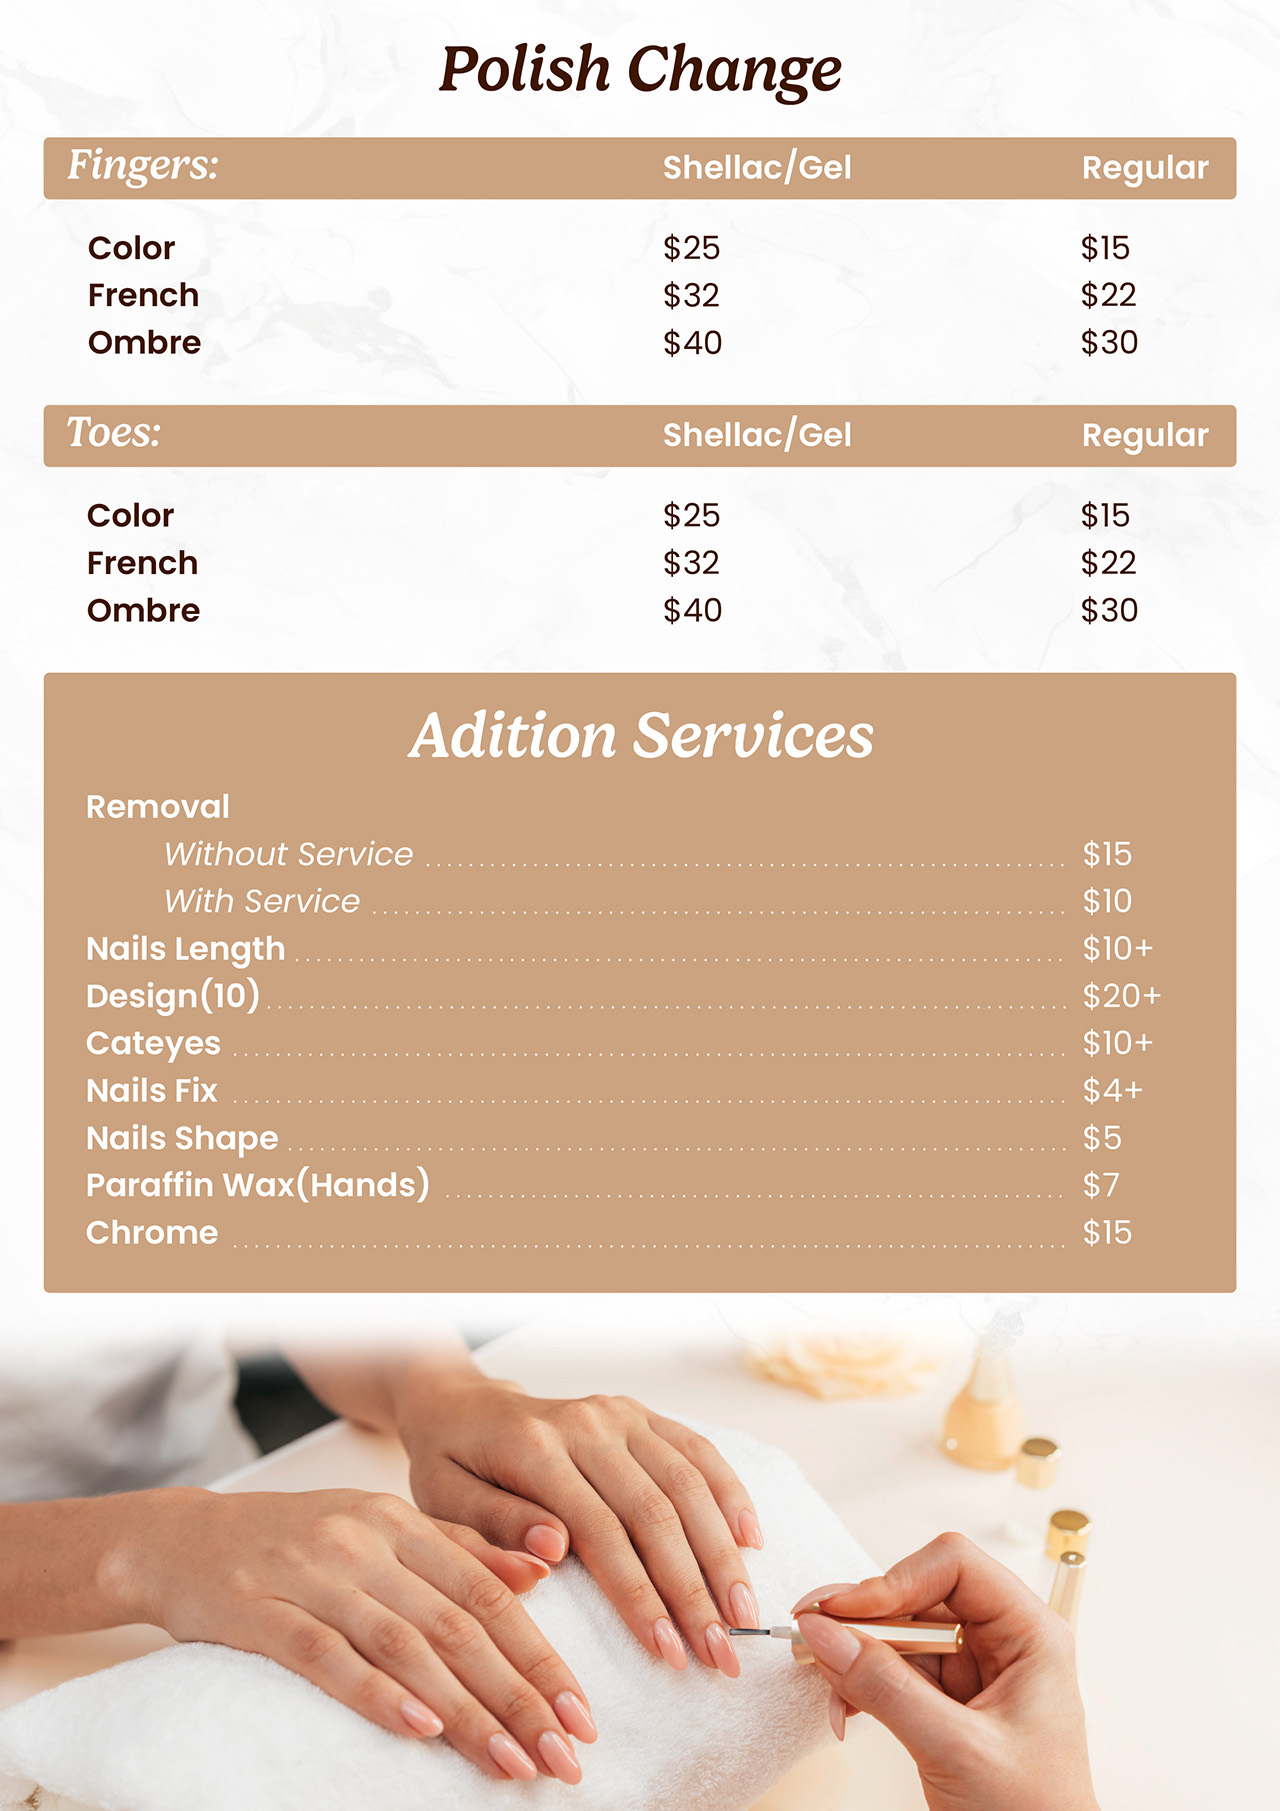 Polish Change
Fingers: Shellac/Gel Regular
Color $25 $15
French $32 $22
Ombre $40 $30
Toes: Shellac/Gel Regular
Color $25 $15
French $32 $22
Ombre $40 $30
Adition Services
Removal
Without Service $15
With Service $10
Nails Length $10+
Design(10) $20+
Cateyes $10+
Nails Fix $4+
Nails Shape $5
Paraffin Wax(Hands) $7
Chrome $15